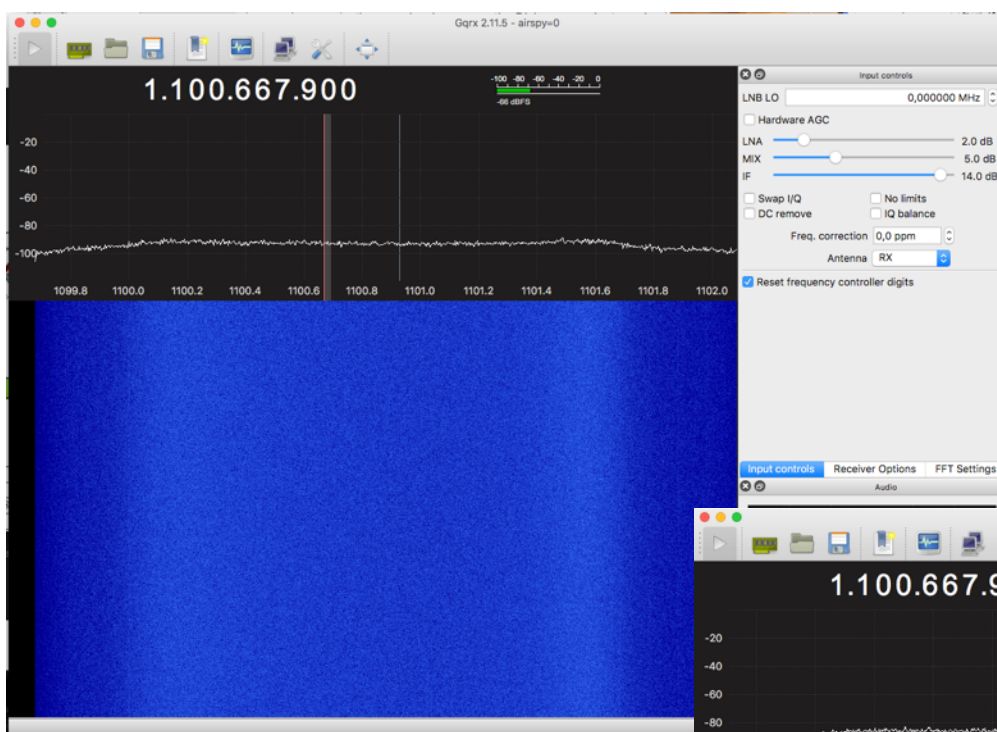 Gqrx 2.11.5 - airspy=0
1.100.667.900
-100 -80 -60 -40 -20 0
-66 dBFS
-20
-40
-60
-80
-100
1099.8 1100.0 1100.2 1100.4 1100.6 1100.8 1101.0 1101.2 1101.4 1101.6 1101.8 1102.0
Input controls
LNB LO 0,000000 MHz
Hardware AGC
LNA 2.0 dB
MIX 5.0 dB
IF 14.0 dB
Swap I/Q No limits
DC remove IQ balance
Freq. correction 0,0 ppm
Antenna RX
Reset frequency controller digits
Input controls Receiver Options FFT Settings
Audio
1.100.667.9
-20
-40
-60
-80